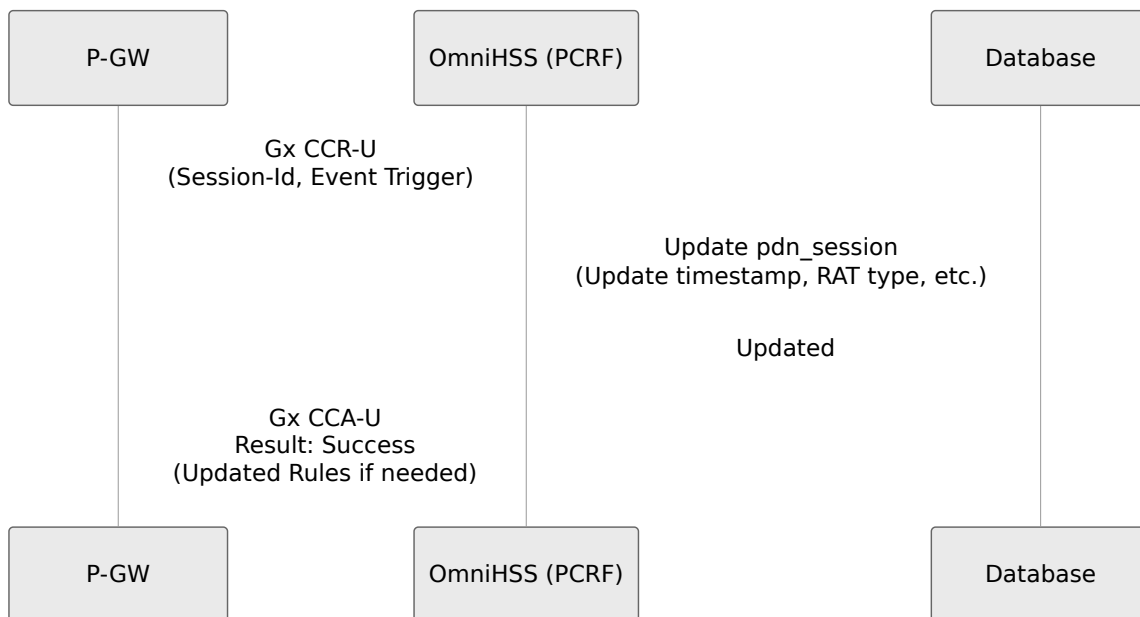 P-GW
OmniHSS (PCRF)
Database
Gx CCR-U
(Session-Id, Event Trigger)
Update pdn_session
(Update timestamp, RAT type, etc.)
Updated
Gx CCA-U
Result: Success
(Updated Rules if needed)
P-GW
OmniHSS (PCRF)
Database